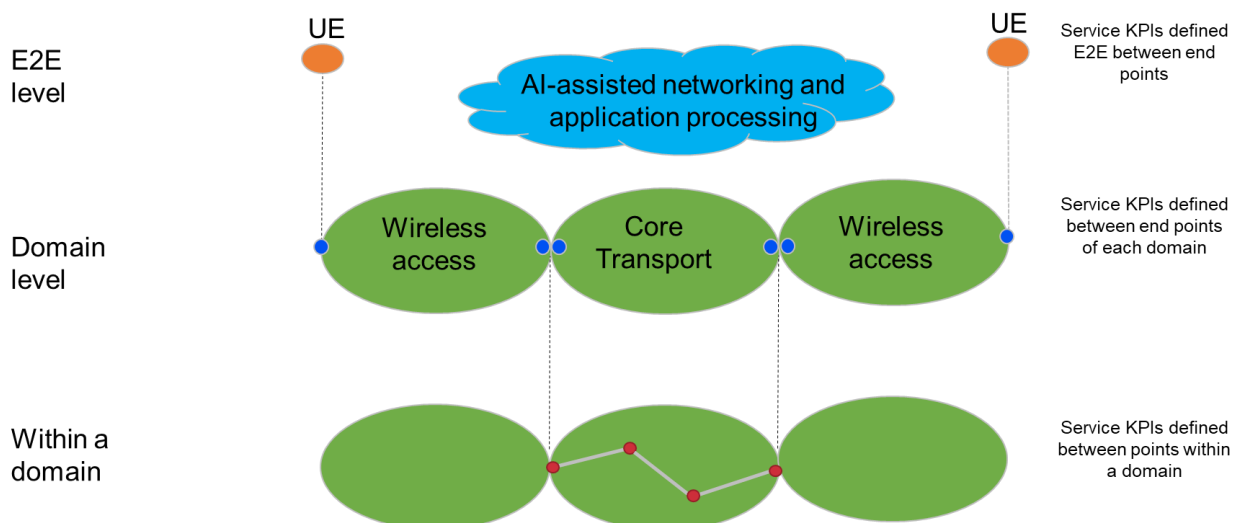 UE
UE
Service KPIs defined
E2E between end
points
E2E
level
AI-assisted networking and
application processing
Service KPIs defined
between end points
of each domain
Wireless
access
Core
Transport
Wireless
access
Domain
level
Within a
domain
Service KPIs defined
between points within
a domain